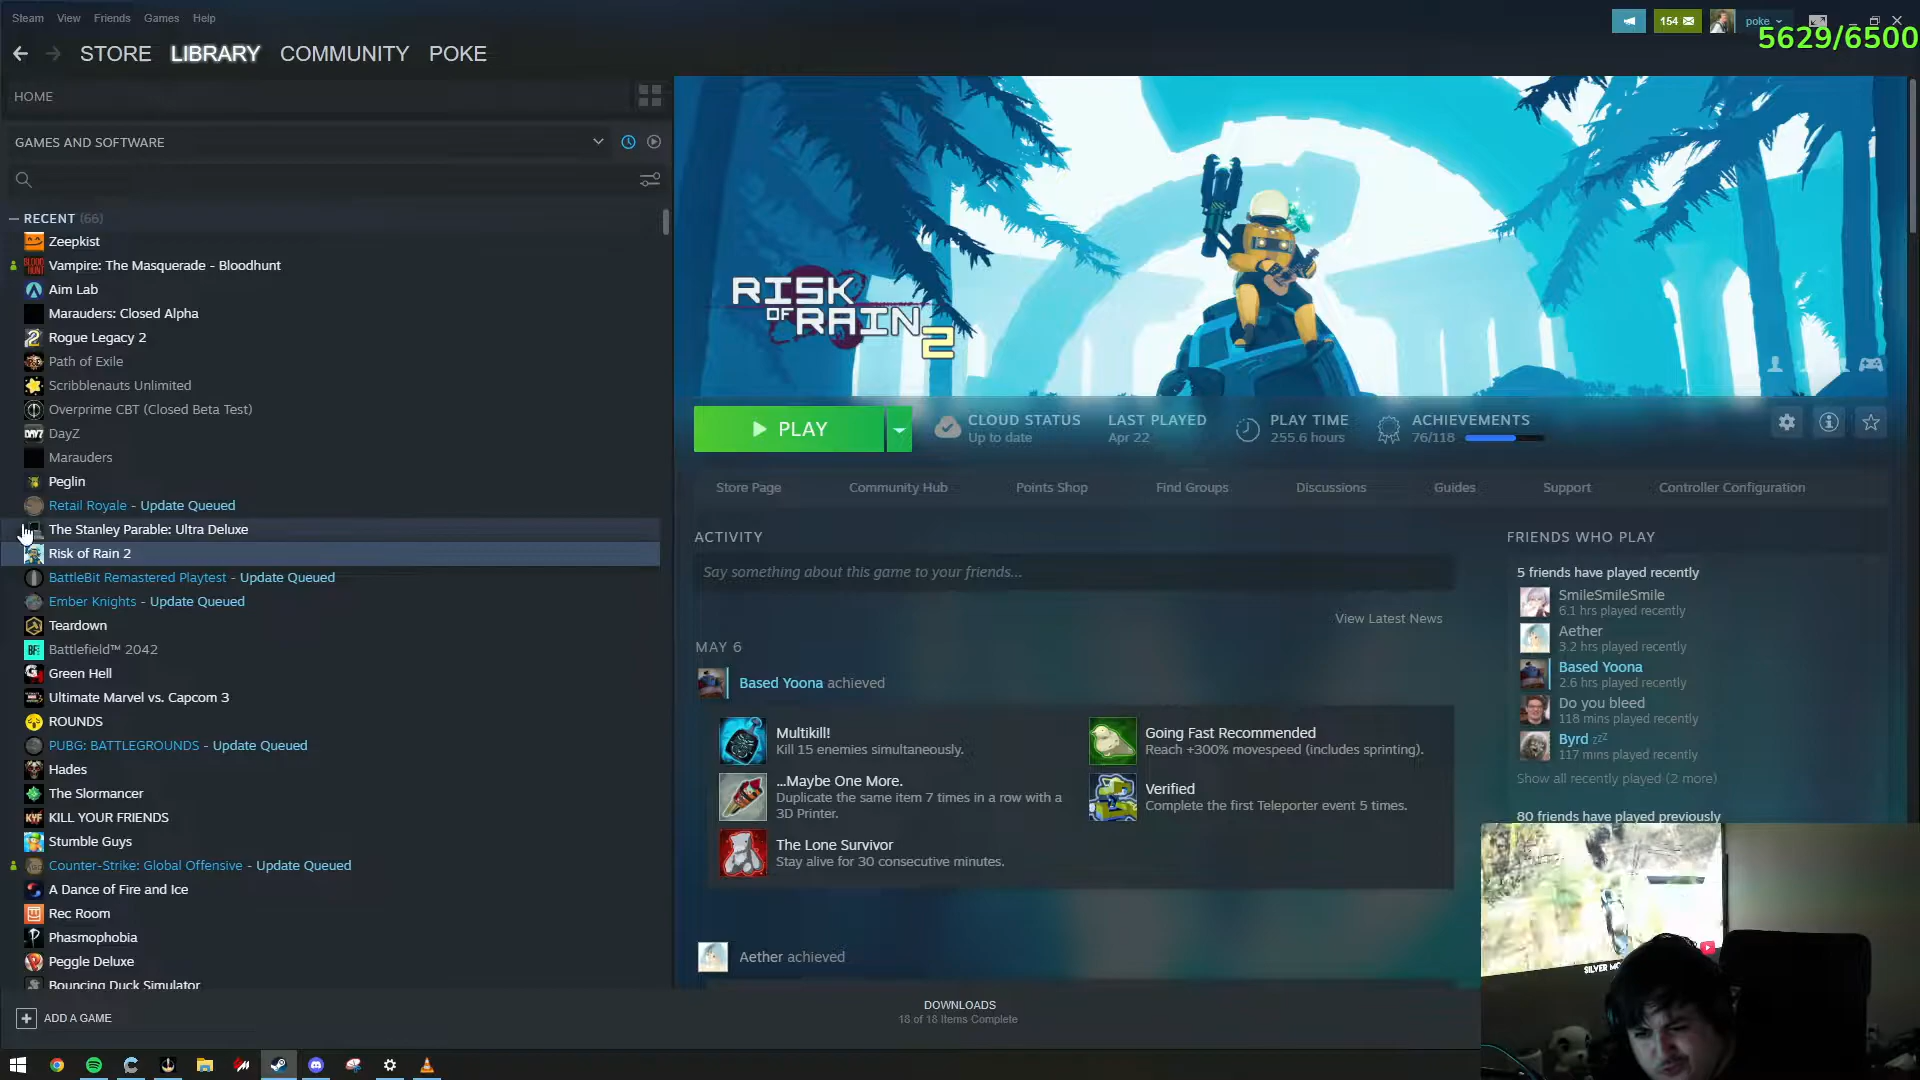 Steam View Friends Games Help
154
poke
5629/6500
STORE LIBRARY COMMUNITY POKE
HOME
GAMES AND SOFTWARE
RECENT (66)
Zeepkist
Vampire: The Masquerade - Bloodhunt
Aim Lab
Marauders: Closed Alpha
Rogue Legacy 2
Path of Exile
Scribblenauts Unlimited
Overprime CBT (Closed Beta Test)
DayZ
Marauders
Peglin
Retail Royale - Update Queued
The Stanley Parable: Ultra Deluxe
Risk of Rain 2
BattleBit Remastered Playtest - Update Queued
Ember Knights - Update Queued
Teardown
Battlefield™ 2042
Green Hell
Ultimate Marvel vs. Capcom 3
ROUNDS
PUBG: BATTLEGROUNDS - Update Queued
Hades
The Slormancer
KILL YOUR FRIENDS
Stumble Guys
Counter-Strike: Global Offensive - Update Queued
A Dance of Fire and Ice
Rec Room
Phasmophobia
Peggle Deluxe
Bouncing Duck Simulator
ADD A GAME
RISK
OF RAIN 2
PLAY
CLOUD STATUS
Up to date
LAST PLAYED
Apr 22
PLAY TIME
255.6 hours
ACHIEVEMENTS
76/118
Store Page Community Hub Points Shop Find Groups Discussions Guides Support Controller Configuration
ACTIVITY
Say something about this game to your friends...
View Latest News
MAY 6
Based Yoona achieved
Multikill!
Kill 15 enemies simultaneously.
Going Fast Recommended
Reach +300% movespeed (includes sprinting).
...Maybe One More.
Duplicate the same item 7 times in a row with a
3D Printer.
Verified
Complete the first Teleporter event 5 times.
The Lone Survivor
Stay alive for 30 consecutive minutes.
Aether achieved
FRIENDS WHO PLAY
5 friends have played recently
SmileSmileSmile
6.1 hrs played recently
Aether
3.2 hrs played recently
Based Yoona
2.6 hrs played recently
Do you bleed
118 mins played recently
Byrd zzZ
117 mins played recently
Show all recently played (2 more)
80 friends have played previously
DOWNLOADS
18 of 18 Items Complete